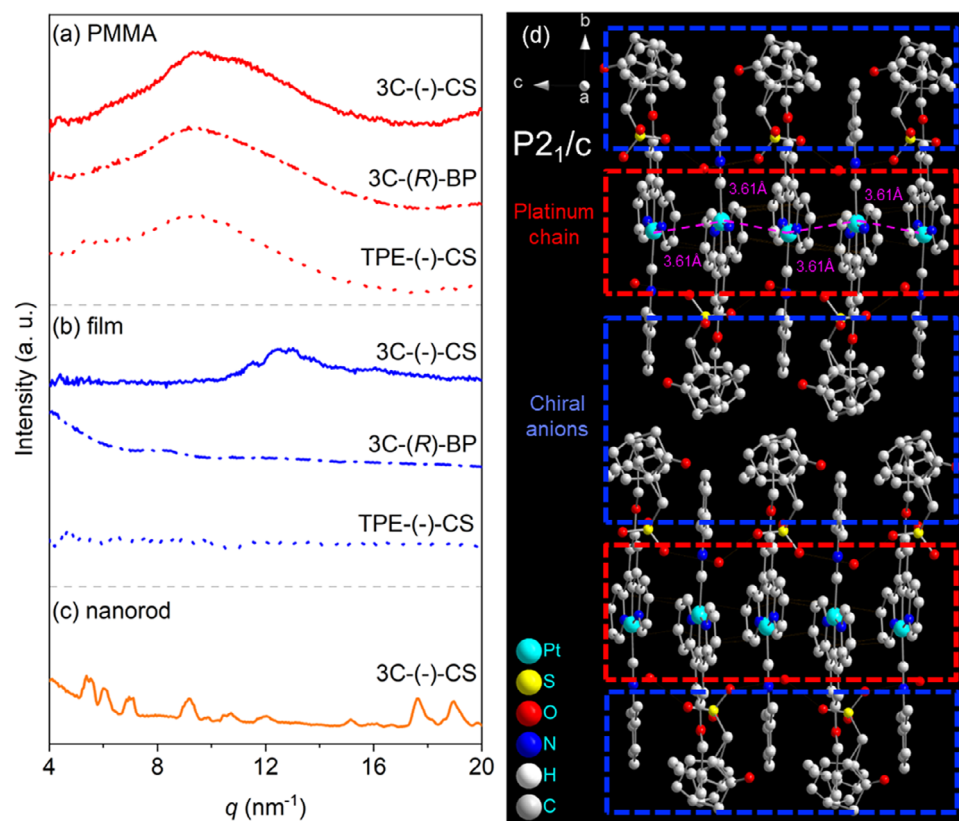 (a) PMMA
3C-(-)-CS
3C-(R)-BP
TPE-(-)-CS
(b) film
3C-(-)-CS
3C-(R)-BP
TPE-(-)-CS
(c) nanorod
3C-(-)-CS
Intensity (a. u.)
4 8 12 16 20
q (nm⁻¹)
(d)
b
c
a
P2₁/c
Platinum
chain
3.61Å 3.61Å
3.61Å 3.61Å
Chiral
anions
Pt
S
O
N
H
C